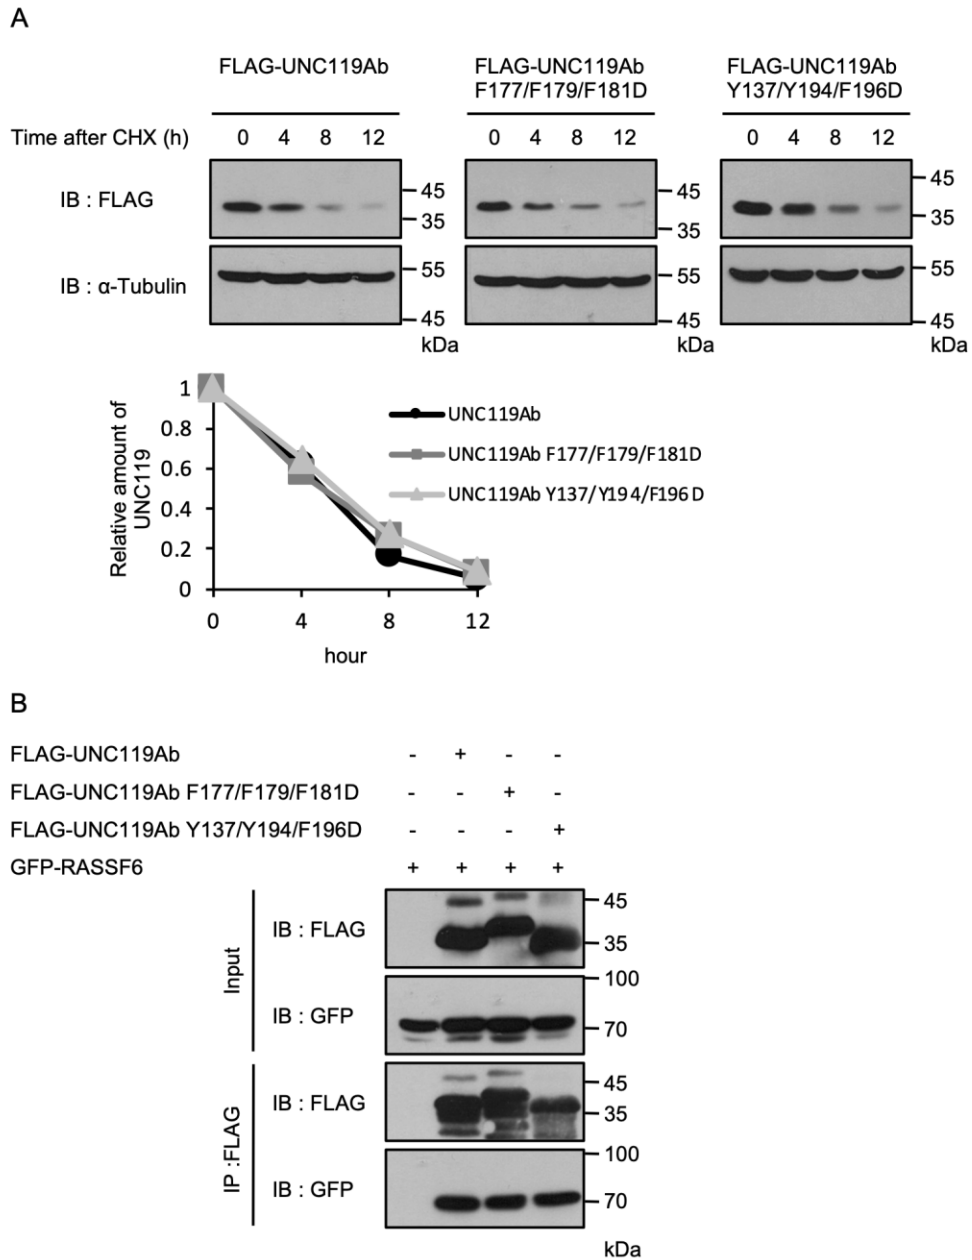 A
FLAG-UNC119Ab
FLAG-UNC119Ab
F177/F179/F181D
FLAG-UNC119Ab
Y137/Y194/F196D
Time after CHX (h) 0 4 8 12 0 4 8 12 0 4 8 12
IB : FLAG
45
35
45
35
45
35
IB : α-Tubulin
55
45
kDa
55
45
kDa
55
45
kDa
Relative amount of
UNC119
1
0.8
0.6
0.4
0.2
0
0 4 8 12
hour
UNC119Ab
UNC119Ab F177/F179/F181D
UNC119Ab Y137/Y194/F196D
B
FLAG-UNC119Ab - + - -
FLAG-UNC119Ab F177/F179/F181D - - + -
FLAG-UNC119Ab Y137/Y194/F196D - - - +
GFP-RASSF6 + + + +
Input
IB : FLAG
45
35
IB : GFP
100
70
IP :FLAG
IB : FLAG
45
35
IB : GFP
100
70
kDa